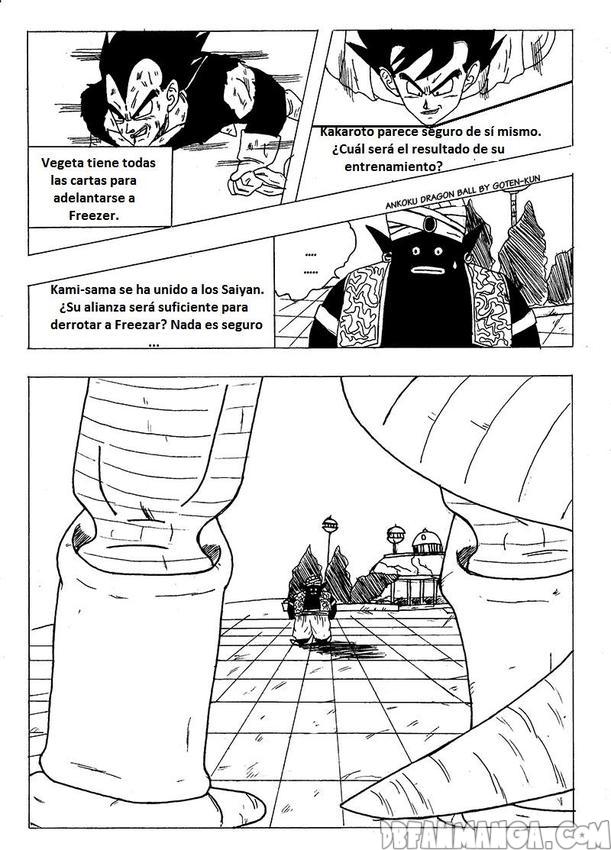 Vegeta tiene todas
las cartas para
adelantarse a
Freezer.
Kakaroto parece seguro de sí mismo.
¿Cuál será el resultado de su
entrenamiento?
ANKOKU DRAGON BALL BY GOTEN-KUN
....
.....
Kami-sama se ha unido a los Saiyan.
¿Su alianza será suficiente para
derrotar a Freezar? Nada es seguro
...
DBFANMANGA.COM